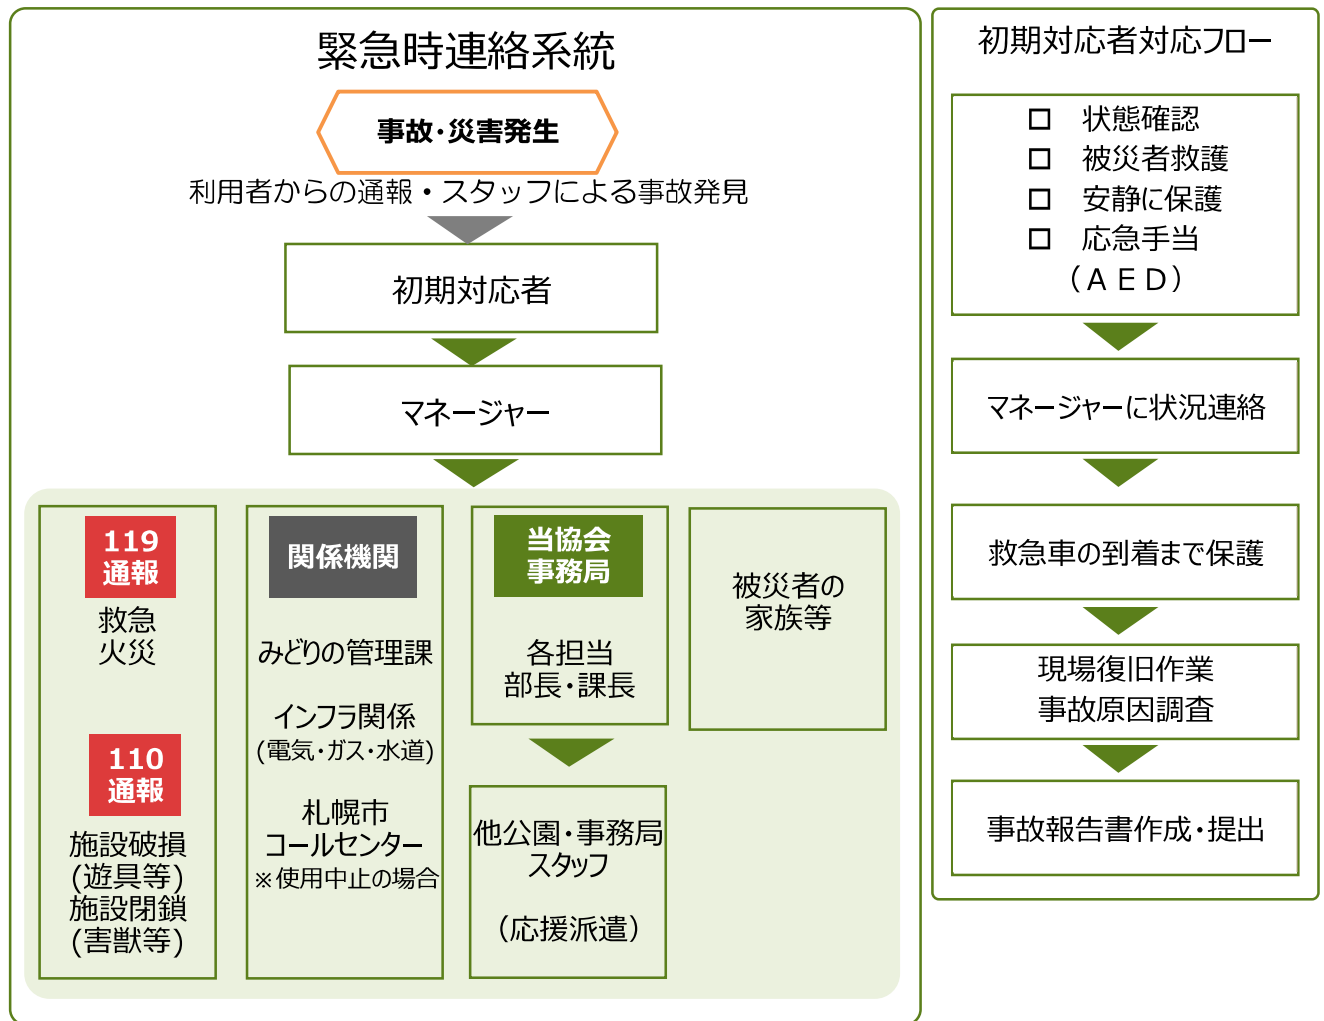 緊急時連絡系統
事故・災害発生
利用者からの通報・スタッフによる事故発見
初期対応者
マネージャー
119
通報
救急
火災
110
通報
施設破損
(遊具等)
施設閉鎖
(害獣等)
関係機関
みどりの管理課
インフラ関係
(電気・ガス・水道)
札幌市
コールセンター
※使用中止の場合
当協会
事務局
各担当
部長・課長
他公園・事務局
スタッフ
（応援派遣）
被災者の
家族等
初期対応者対応フロー
□ 状態確認
□ 被災者救護
□ 安静に保護
□ 応急手当
（ＡＥＤ）
マネージャーに状況連絡
救急車の到着まで保護
現場復旧作業
事故原因調査
事故報告書作成・提出